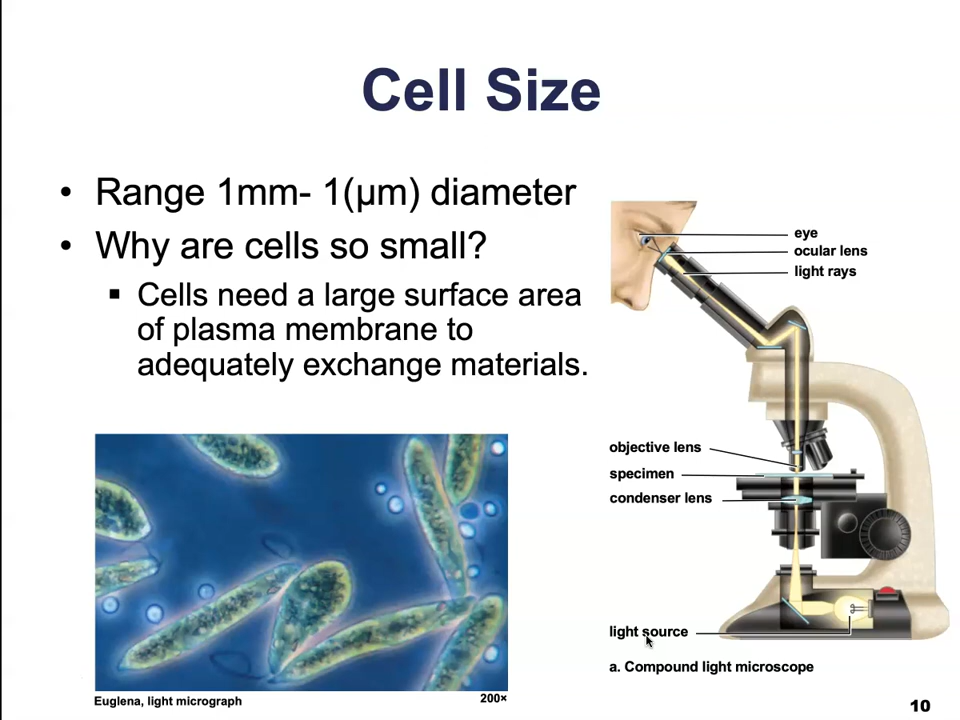 Cell Size
• Range 1mm- 1(μm) diameter
• Why are cells so small?
▪ Cells need a large surface area
of plasma membrane to
adequately exchange materials.
eye
ocular lens
light rays
objective lens
specimen
condenser lens
light source
a. Compound light microscope
Euglena, light micrograph
200×
10